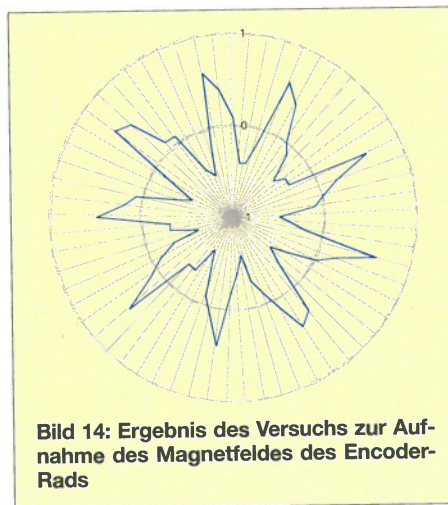 1
0
-1
Bild 14: Ergebnis des Versuchs zur Auf-
nahme des Magnetfeldes des Encoder-
Rads